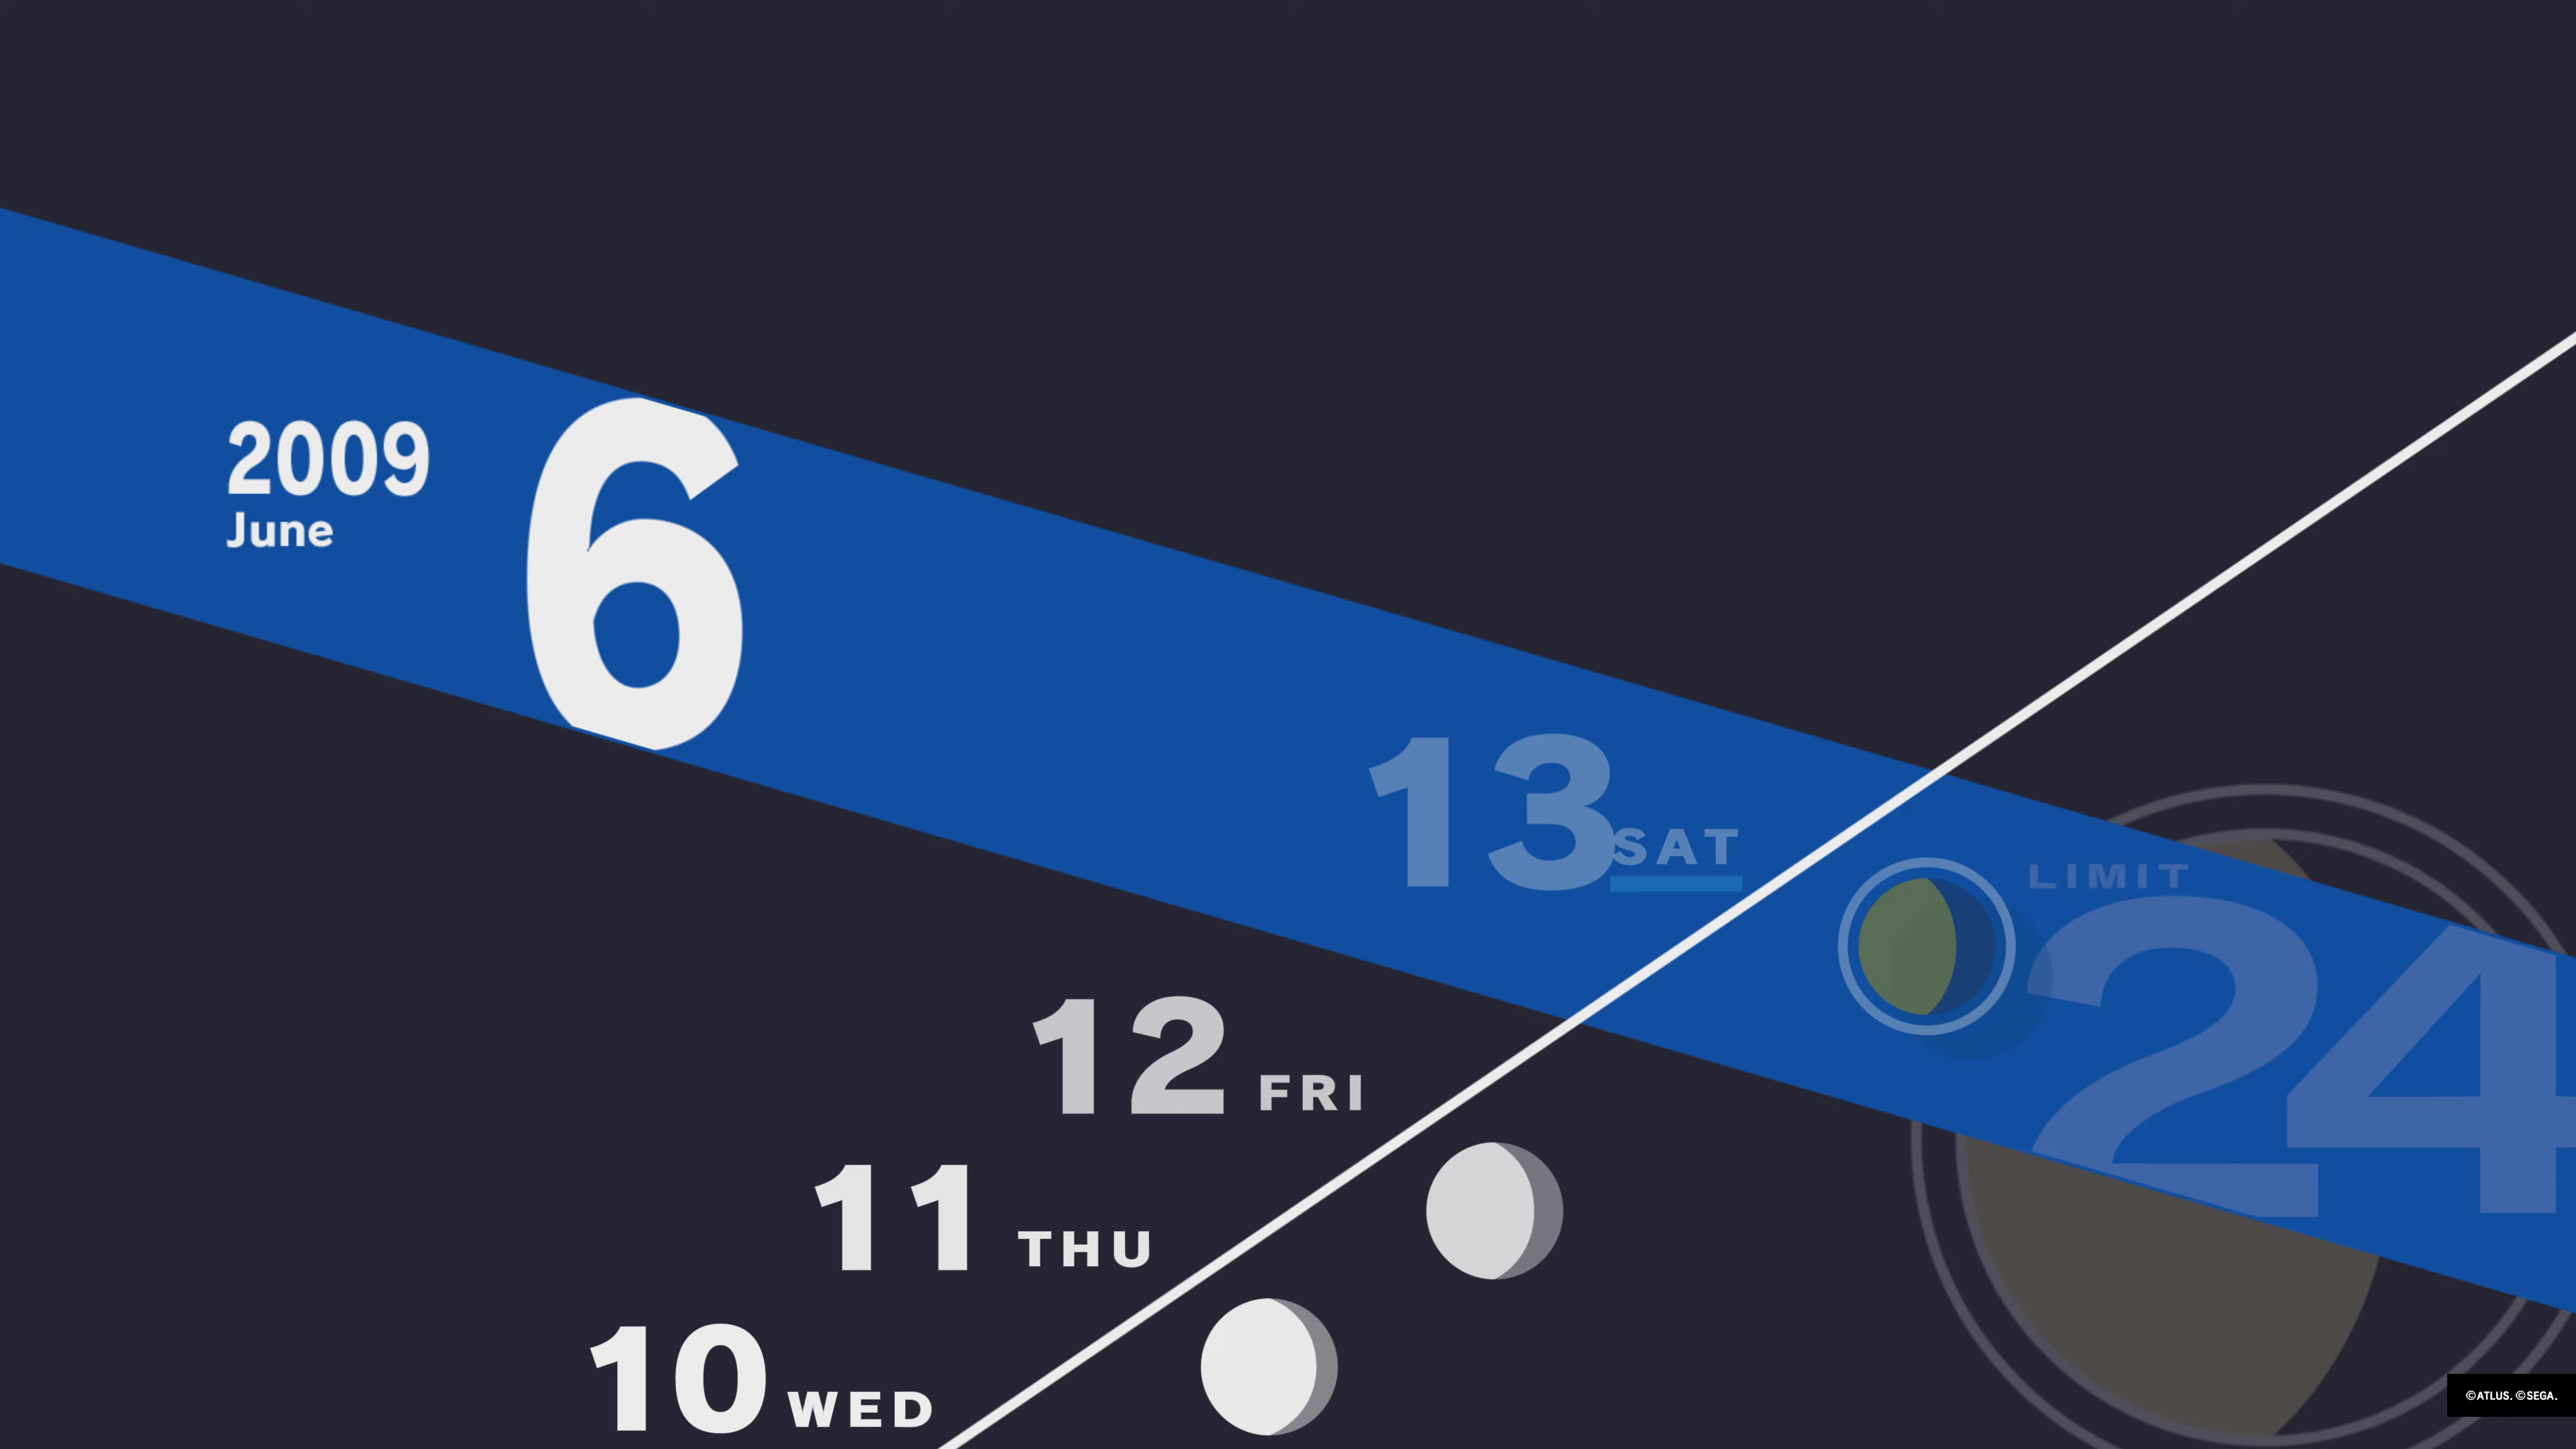 2009
June
6
13 SAT
LIMIT
24
12 FRI
11 THU
10 WED
©ATLUS. ©SEGA.